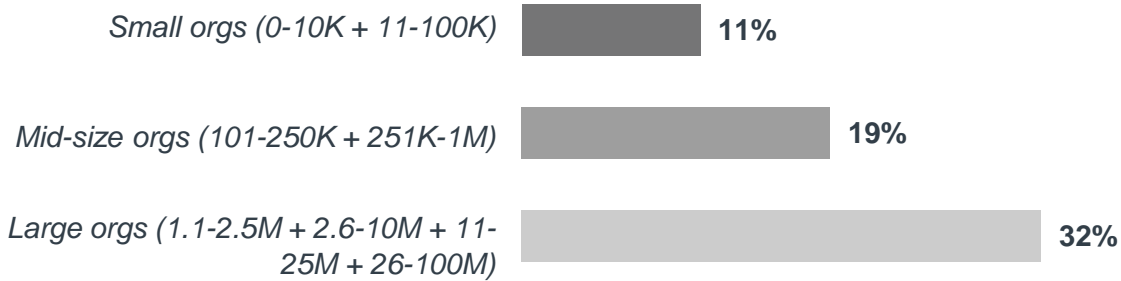 Small orgs (0-10K + 11-100K)
11%
Mid-size orgs (101-250K + 251K-1M)
19%
Large orgs (1.1-2.5M + 2.6-10M + 11-
25M + 26-100M)
32%